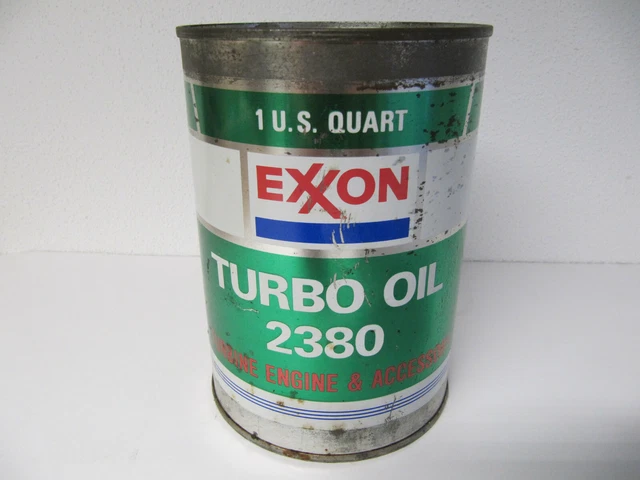 1 U.S. QUART
EXXON
TURBO OIL
2380
ENGINE &